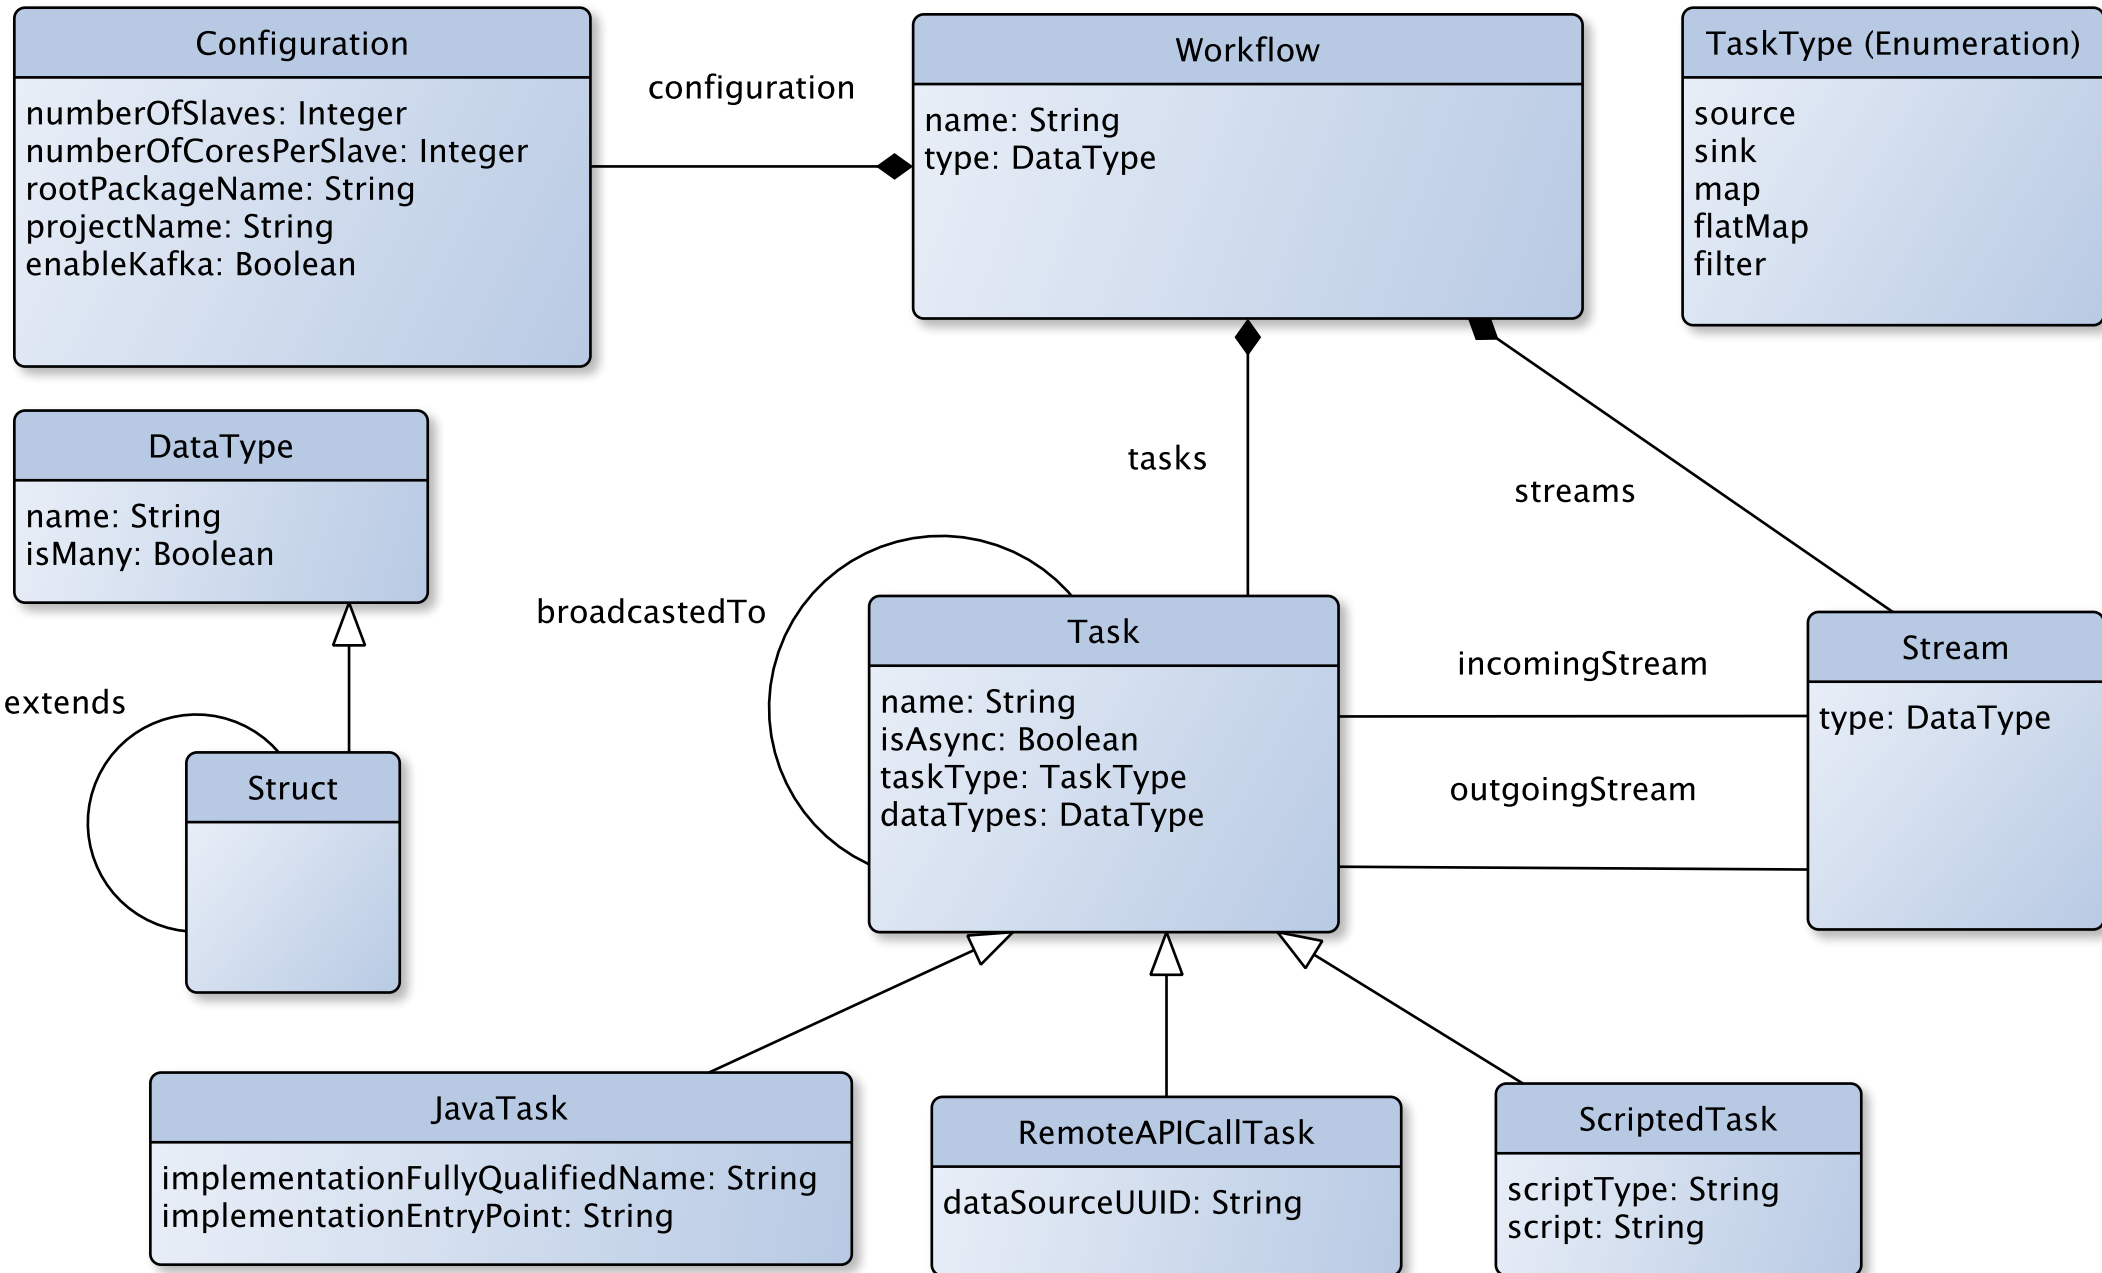 Configuration
numberOfSlaves: Integer
numberOfCoresPerSlave: Integer
rootPackageName: String
projectName: String
enableKafka: Boolean
configuration
Workflow
name: String
type: DataType
TaskType (Enumeration)
source
sink
map
flatMap
filter
DataType
name: String
isMany: Boolean
tasks
streams
extends
Struct
broadcastedTo
Task
name: String
isAsync: Boolean
taskType: TaskType
dataTypes: DataType
incomingStream
outgoingStream
Stream
type: DataType
JavaTask
implementationFullyQualifiedName: String
implementationEntryPoint: String
RemoteAPICallTask
dataSourceUUID: String
ScriptedTask
scriptType: String
script: String